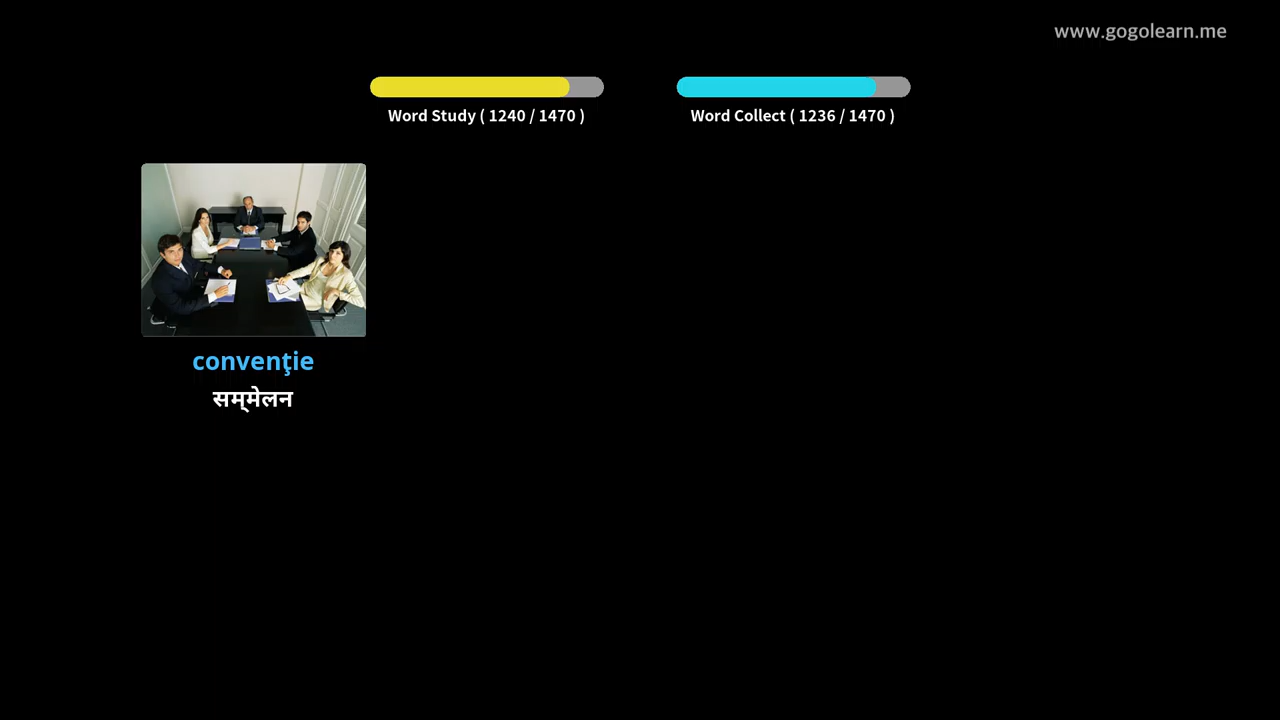 www.gogolearn.me
Word Study ( 1240 / 1470 )
Word Collect ( 1236 / 1470 )
convenţie
सम्मेलन